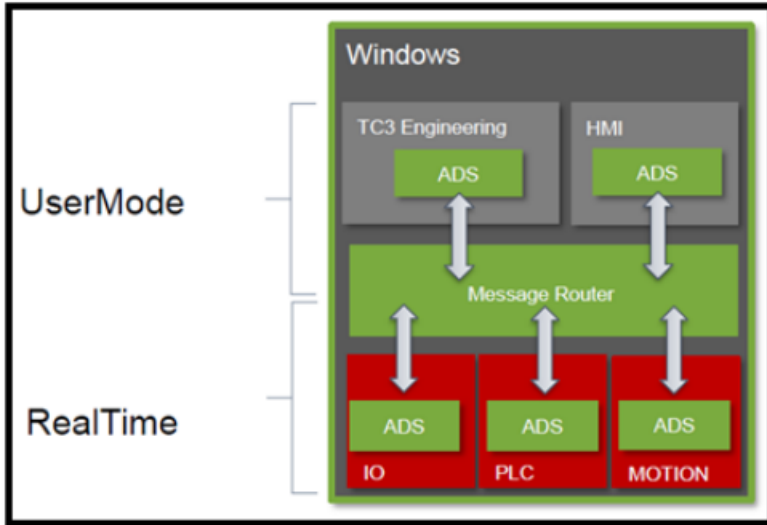 Windows
TC3 Engineering
HMI
ADS
ADS
UserMode
Message Router
RealTime
ADS
ADS
ADS
IO
PLC
MOTION